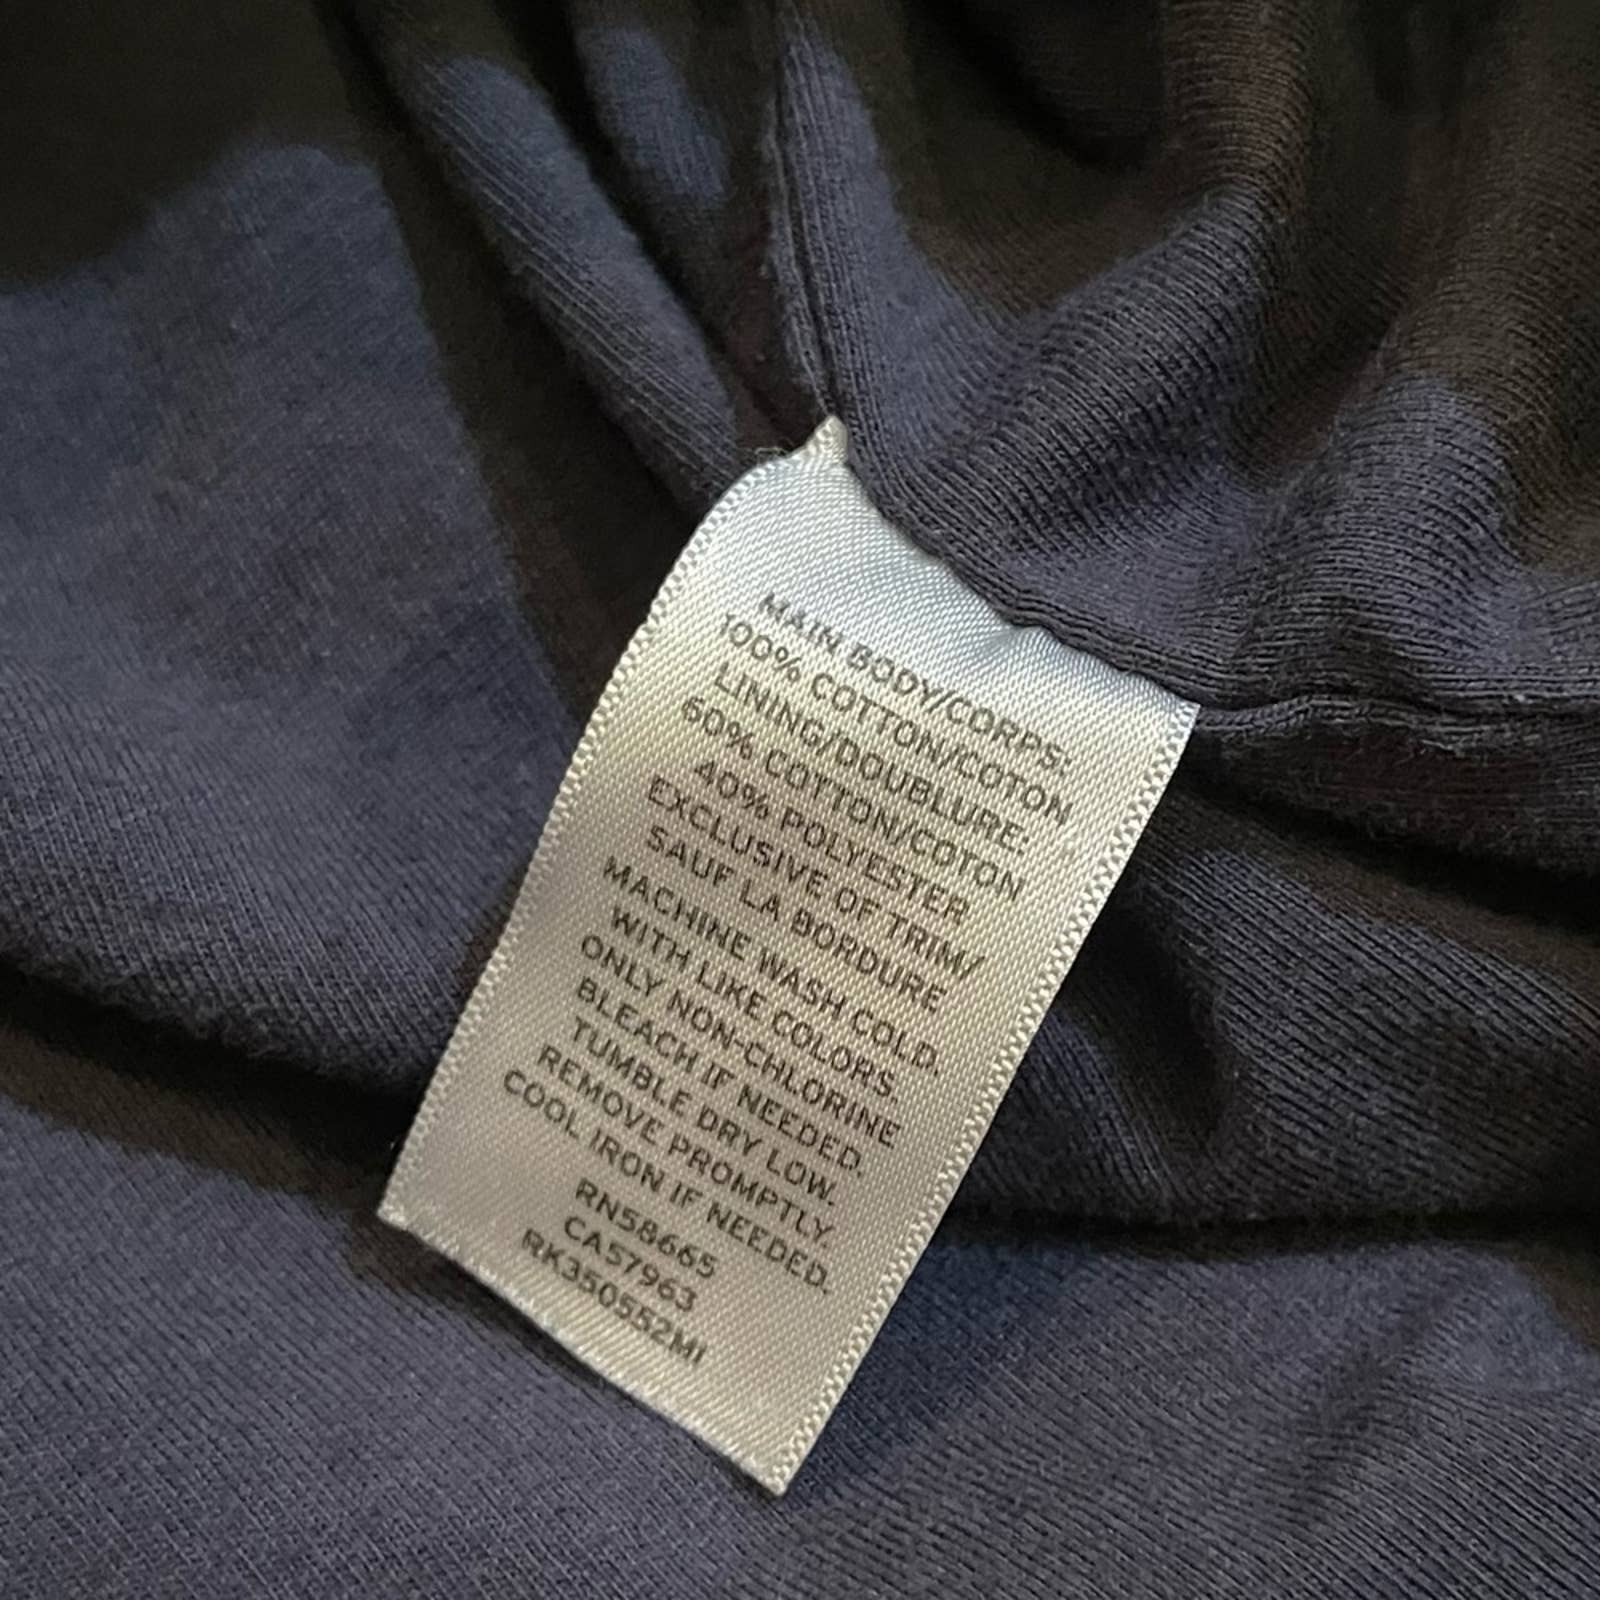 MAIN BODY/CORPS:
100% COTTON/COTON
LINING/DOUBLURE:
60% COTTON/COTON
40% POLYESTER
EXCLUSIVE OF TRIM/
SAUF LA BORDURE
MACHINE WASH COLD.
WITH LIKE COLORS.
ONLY NON-CHLORINE
BLEACH IF NEEDED.
TUMBLE DRY LOW.
REMOVE PROMPTLY.
COOL IRON IF NEEDED.
RN58665
CA57963
RK350552MI